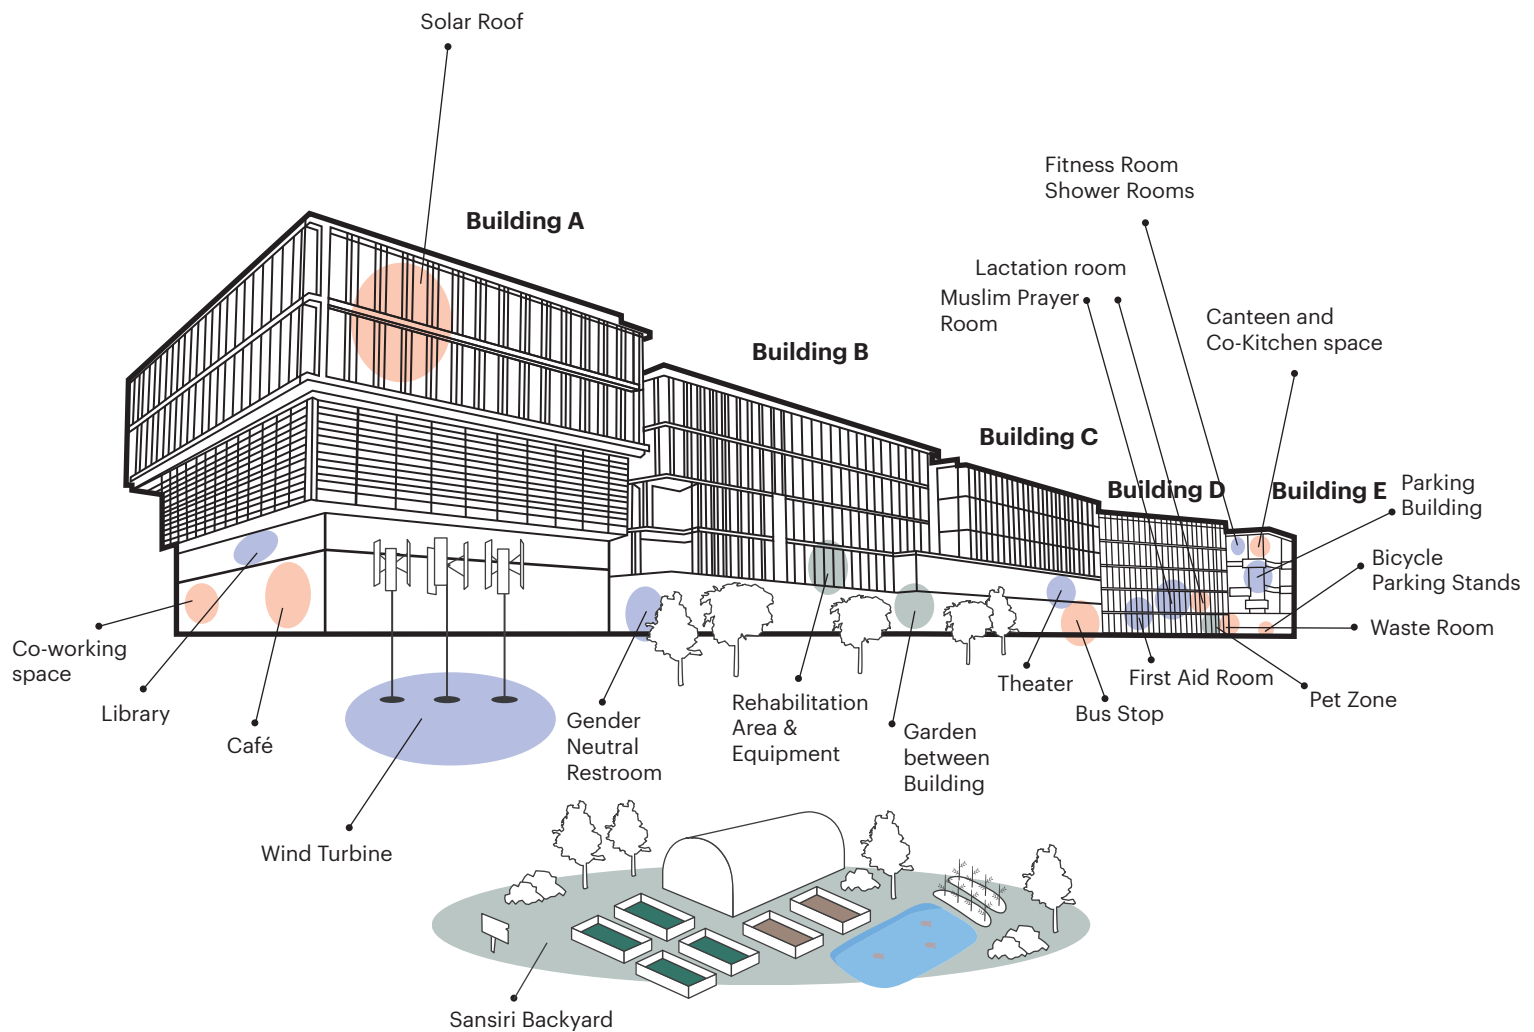 Solar Roof
Building A
Fitness Room
Shower Rooms
Lactation room
Muslim Prayer
Room
Canteen and
Co-Kitchen space
Building B
Building C
Building D
Building E
Parking
Building
Bicycle
Parking Stands
Waste Room
Co-working
space
Library
Café
Wind Turbine
Gender
Neutral
Restroom
Rehabilitation
Area &
Equipment
Garden
between
Building
Theater
First Aid Room
Bus Stop
Pet Zone
Sansiri Backyard